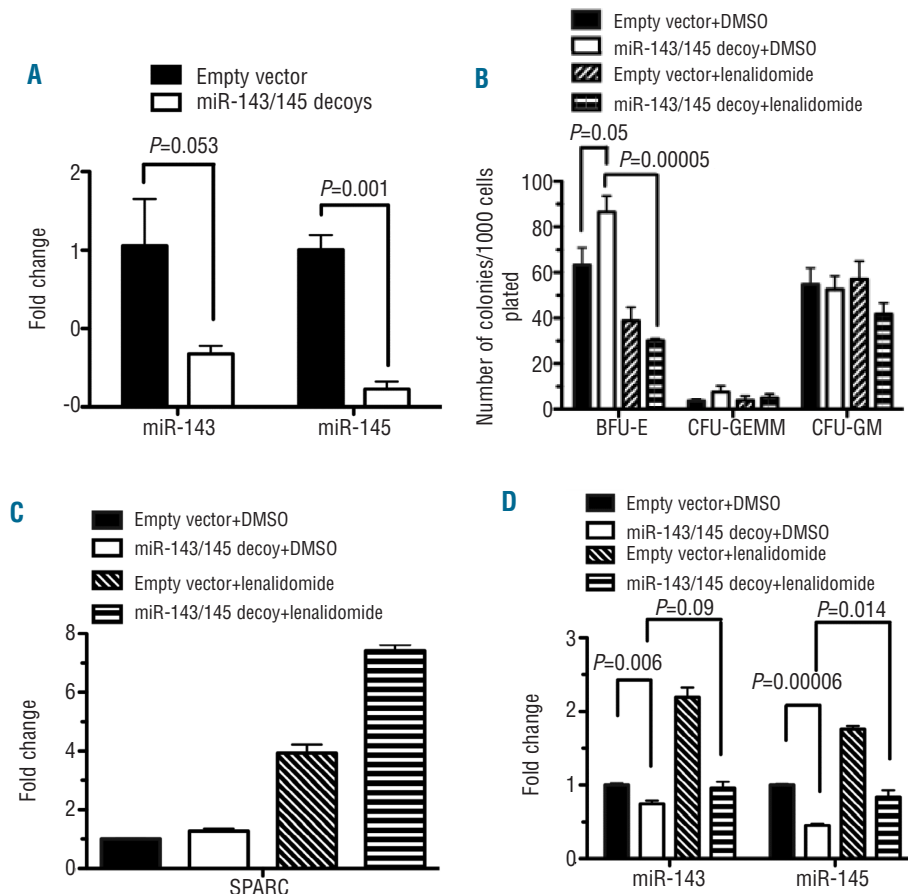 A
Empty vector
miR-143/145 decoys
P=0.053
P=0.001
Fold change
2
1
0
-0
miR-143
miR-145
B
Empty vector+DMSO
miR-143/145 decoy+DMSO
Empty vector+lenalidomide
miR-143/145 decoy+lenalidomide
P=0.05
P=0.00005
Number of colonies/1000 cells
plated
100
80
60
40
20
0
BFU-E
CFU-GEMM
CFU-GM
C
Empty vector+DMSO
miR-143/145 decoy+DMSO
Empty vector+lenalidomide
miR-143/145 decoy+lenalidomide
Fold change
8
6
4
2
1
0
SPARC
D
Empty vector+DMSO
miR-143/145 decoy+DMSO
Empty vector+lenalidomide
miR-143/145 decoy+lenalidomide
P=0.09
P=0.014
P=0.006
P=0.00006
Fold change
3
2
1
0
miR-143
miR-145